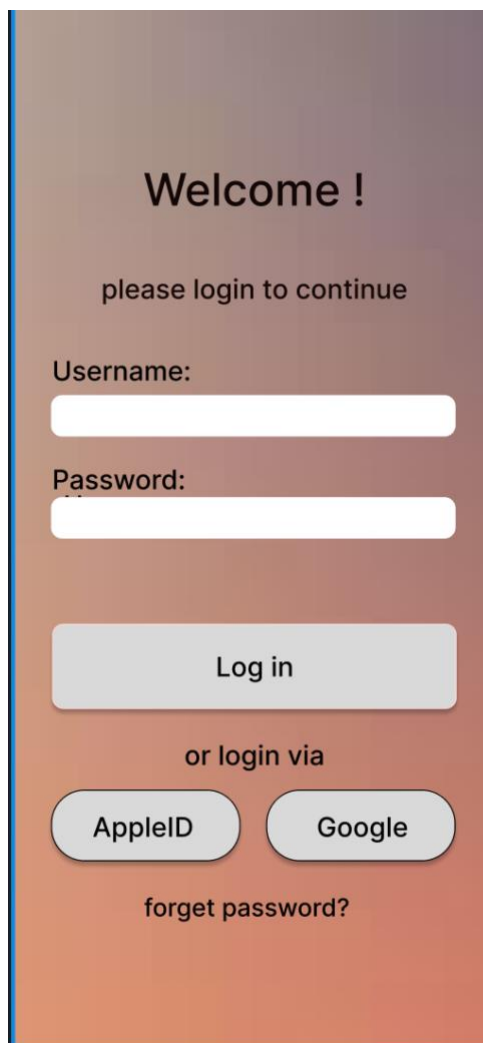 Welcome !
please login to continue
Username:
Password:
Log in
or login via
AppleID Google
forget password?